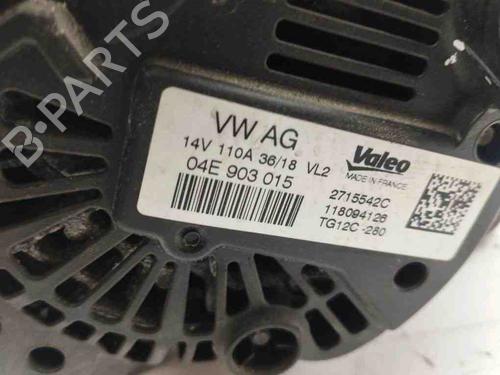 VW AG
14V 110A 36/18 VL2
04E 903 015
Valeo
MADE IN FRANCE
2715542C
118094126
TG12C-280
B-PARTS